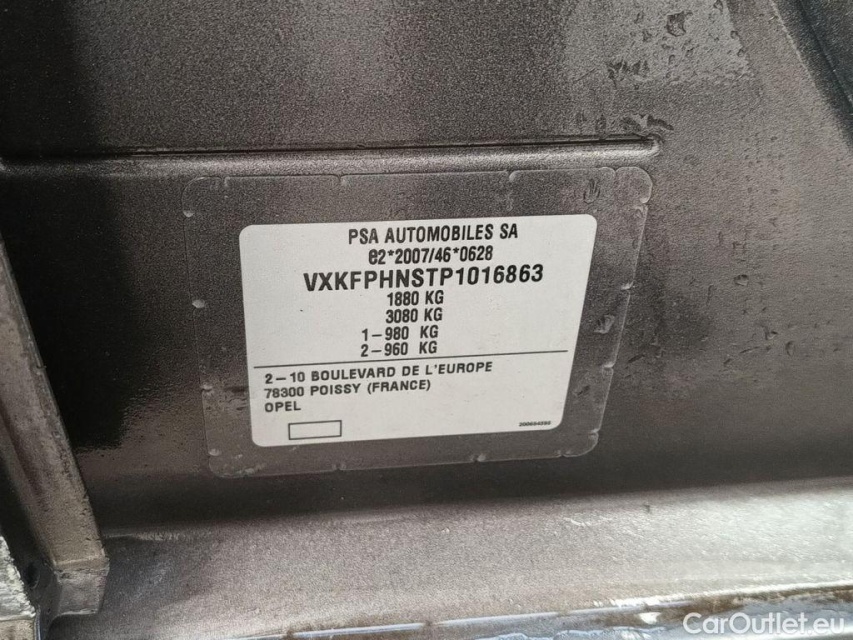 PSA AUTOMOBILES SA
e2*2007/46*0628
VXKFPHNSTP1016863
1880 KG
3080 KG
1-980 KG
2-960 KG
2-10 BOULEVARD DE L'EUROPE
78300 POISSY (FRANCE)
OPEL
CarOutlet.eu